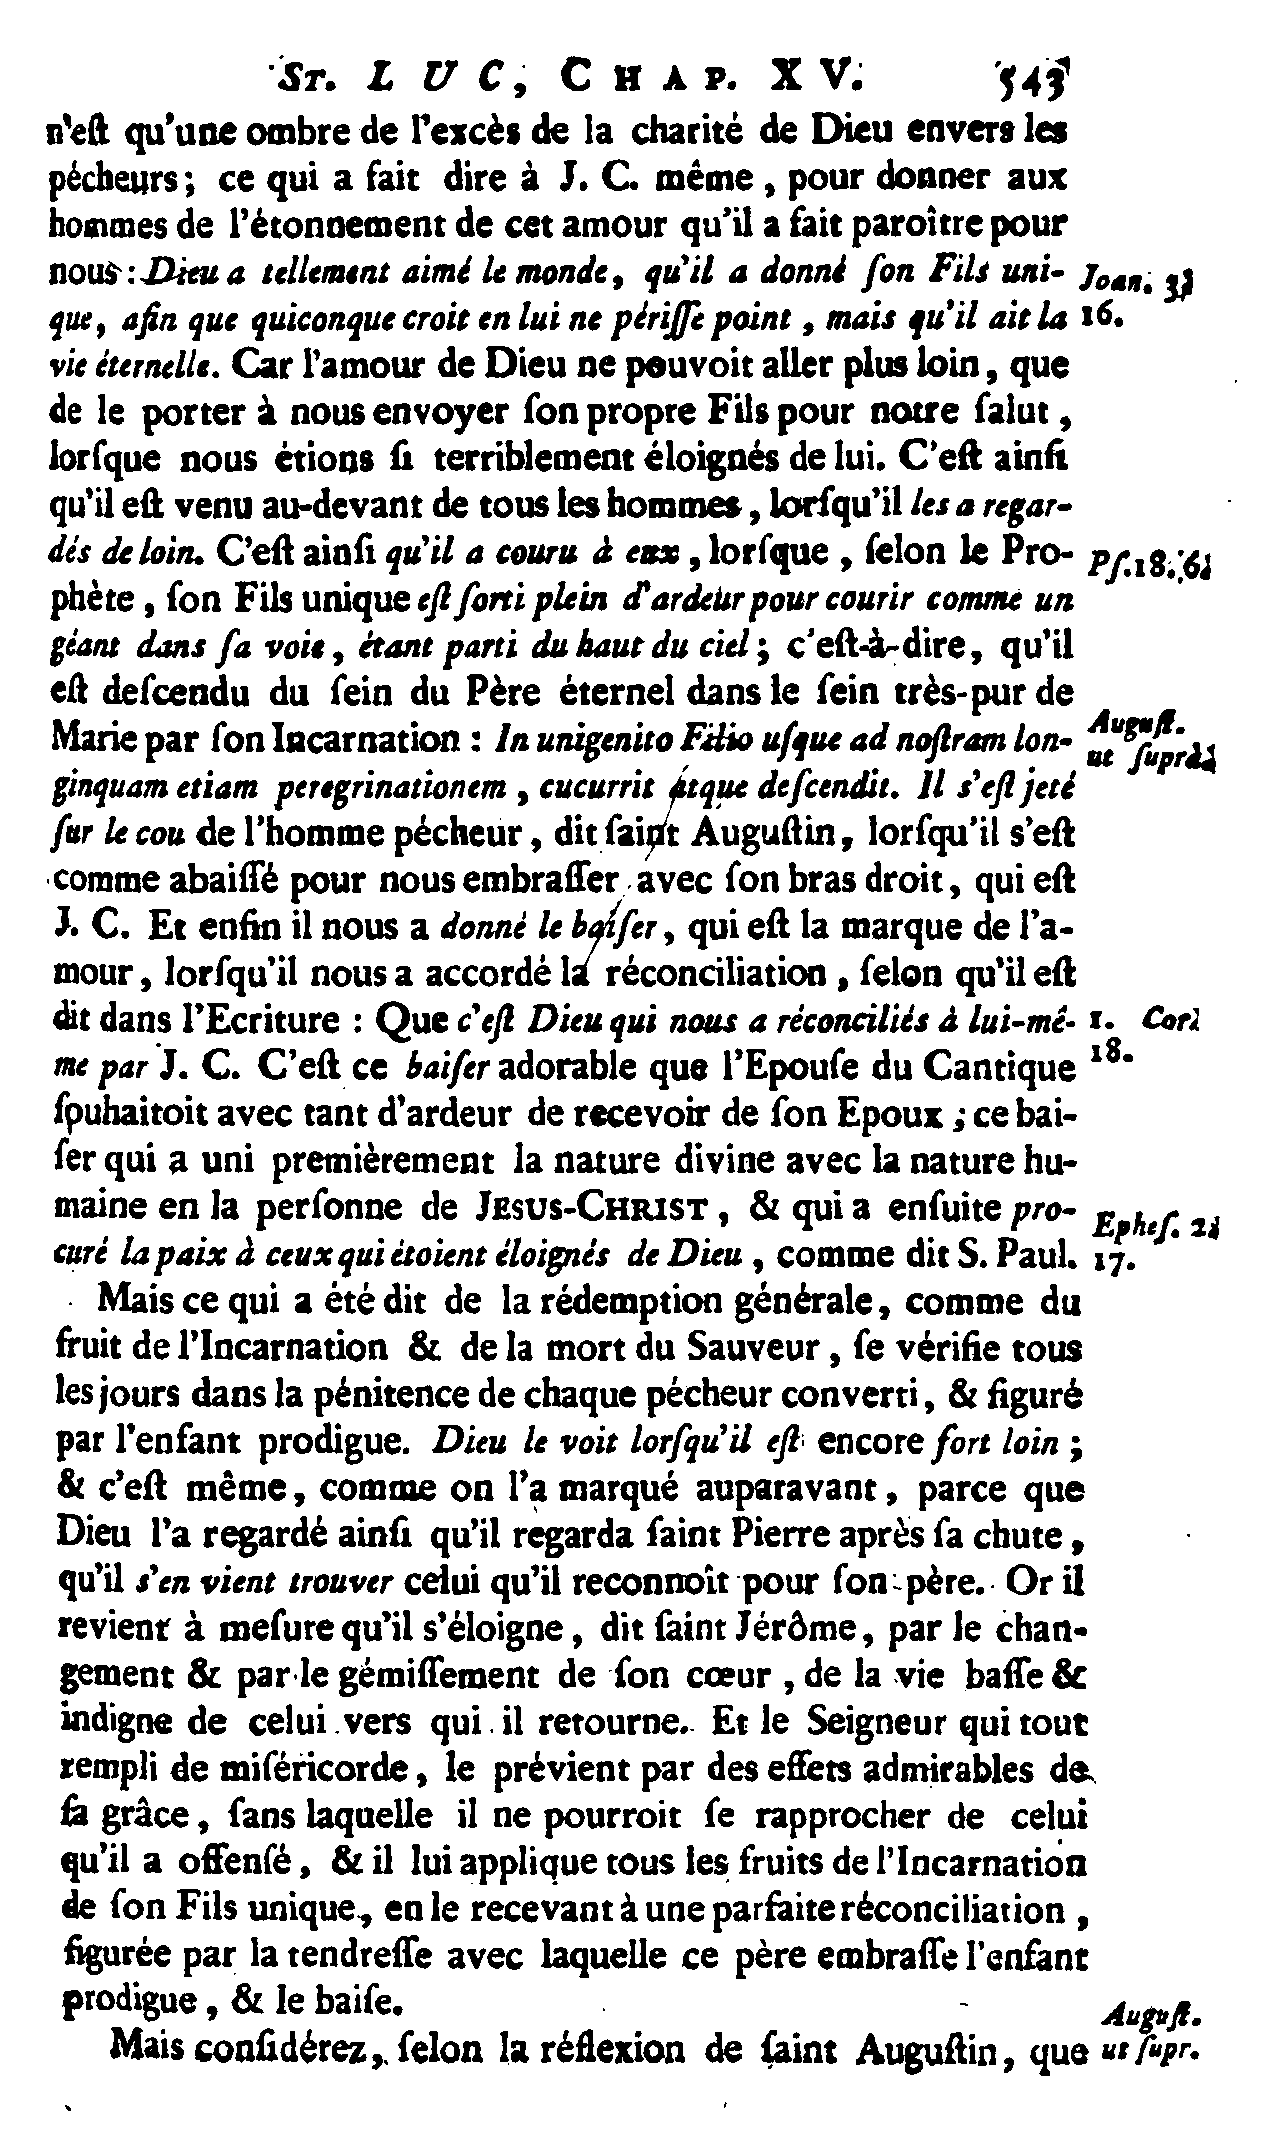 ST. LUC, CHAP. XV. 543
n'eſt qu'une ombre de l'excès de la charité de Dieu envers les
pécheurs; ce qui a fait dire à J. C. même, pour donner aux
hommes de l'étonnement de cet amour qu'il a fait paroître pour
nous: Dieu a tellement aimé le monde, qu'il a donné ſon Fils uni- Joan. 3.
que, afin que quiconque croit en lui ne périſſe point, mais qu'il ait la 16.
vie éternelle. Car l'amour de Dieu ne pouvoit aller plus loin, que
de le porter à nous envoyer ſon propre Fils pour notre ſalut,
lorſque nous étions ſi terriblement éloignés de lui. C'eſt ainſi
qu'il eſt venu au-devant de tous les hommes, lorſqu'il les a regar-
dés de loin. C'eſt ainſi qu'il a couru à eux, lorſque, ſelon le Pro- Pſ. 18. 6.
phète, ſon Fils unique eſt ſorti plein d'ardeur pour courir comme un
géant dans ſa voie, étant parti du haut du ciel; c'eſt-à-dire, qu'il
eſt deſcendu du ſein du Père éternel dans le ſein très-pur de
Marie par ſon Incarnation: In unigenito Filio uſque ad noſtram lon- Auguſt.
ginquam etiam peregrinationem, cucurrit atque deſcendit. Il s'eſt jeté ut ſuprà
ſur le cou de l'homme pécheur, dit ſaint Auguſtin, lorſqu'il s'eſt
comme abaiſſé pour nous embraſſer avec ſon bras droit, qui eſt
J. C. Et enfin il nous a donné le baiſer, qui eſt la marque de l'a-
mour, lorſqu'il nous a accordé la réconciliation, ſelon qu'il eſt
dit dans l'Ecriture: Que c'eſt Dieu qui nous a réconciliés à lui-mê- 1. Cor.
me par J. C. C'eſt ce baiſer adorable que l'Epouſe du Cantique 18.
ſouhaitoit avec tant d'ardeur de recevoir de ſon Epoux; ce bai-
ſer qui a uni premièrement la nature divine avec la nature hu-
maine en la perſonne de JESUS-CHRIST, & qui a enſuite pro- Epheſ. 2.
curé la paix à ceux qui étoient éloignés de Dieu, comme dit S. Paul. 17.
Mais ce qui a été dit de la rédemption générale, comme du
fruit de l'Incarnation & de la mort du Sauveur, ſe vérifie tous
les jours dans la pénitence de chaque pécheur converti, & figuré
par l'enfant prodigue. Dieu le voit lorſqu'il eſt encore fort loin;
& c'eſt même, comme on l'a marqué auparavant, parce que
Dieu l'a regardé ainſi qu'il regarda ſaint Pierre après ſa chute,
qu'il s'en vient trouver celui qu'il reconnoît pour ſon père. Or il
revient à meſure qu'il s'éloigne, dit ſaint Jérôme, par le chan-
gement & par le gémiſſement de ſon cœur, de la vie baſſe &
indigne de celui vers qui il retourne. Et le Seigneur qui tout
rempli de miſéricorde, le prévient par des effets admirables de
ſa grâce, ſans laquelle il ne pourroit ſe rapprocher de celui
qu'il a offenſé, & il lui applique tous les fruits de l'Incarnation
de ſon Fils unique, en le recevant à une parfaite réconciliation,
figurée par la tendreſſe avec laquelle ce père embraſſe l'enfant
prodigue, & le baiſe.
Mais conſidérez, ſelon la réflexion de ſaint Auguſtin, que Auguſt. ut ſupr.